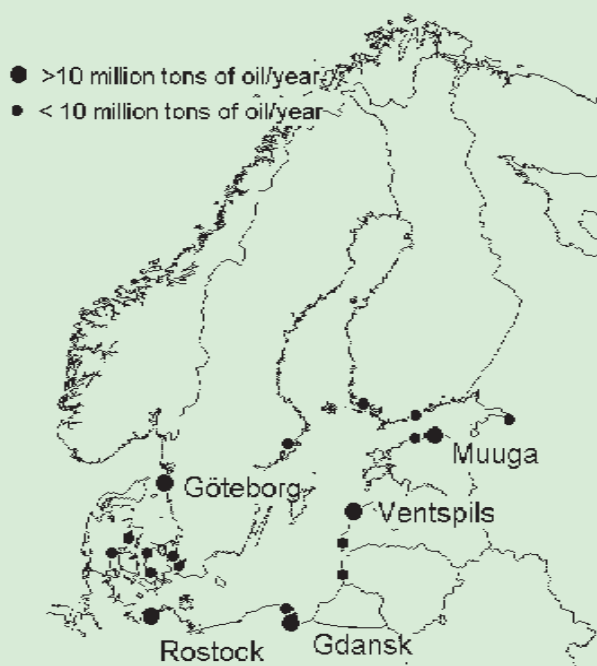 ● >10 million tons of oil/year
● < 10 million tons of oil/year
Muuga
Göteborg
Ventspils
Gdansk
Rostock